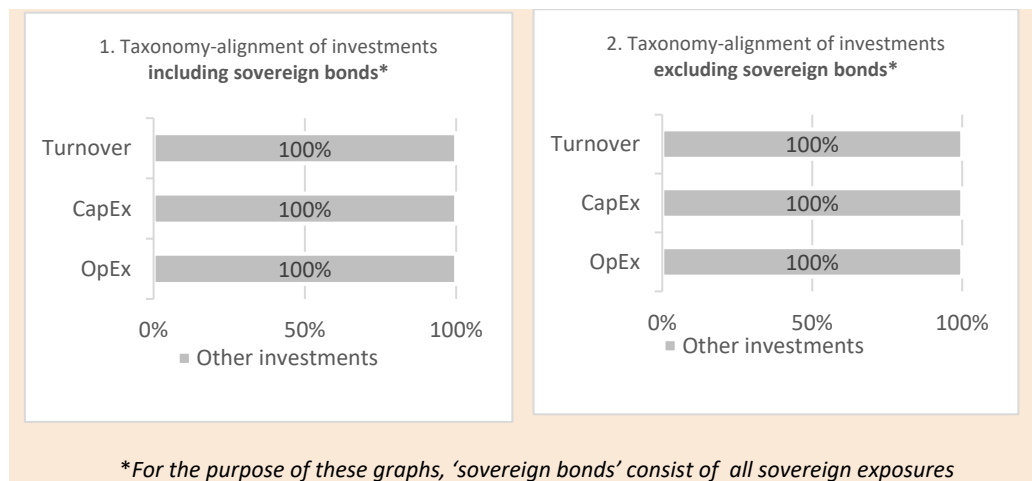 1. Taxonomy-alignment of investments
including sovereign bonds*
Turnover
100%
CapEx
100%
OpEx
100%
0%
50%
100%
Other investments
2. Taxonomy-alignment of investments
excluding sovereign bonds*
Turnover
100%
CapEx
100%
OpEx
100%
0%
50%
100%
Other investments
*For the purpose of these graphs, ‘sovereign bonds’ consist of all sovereign exposures